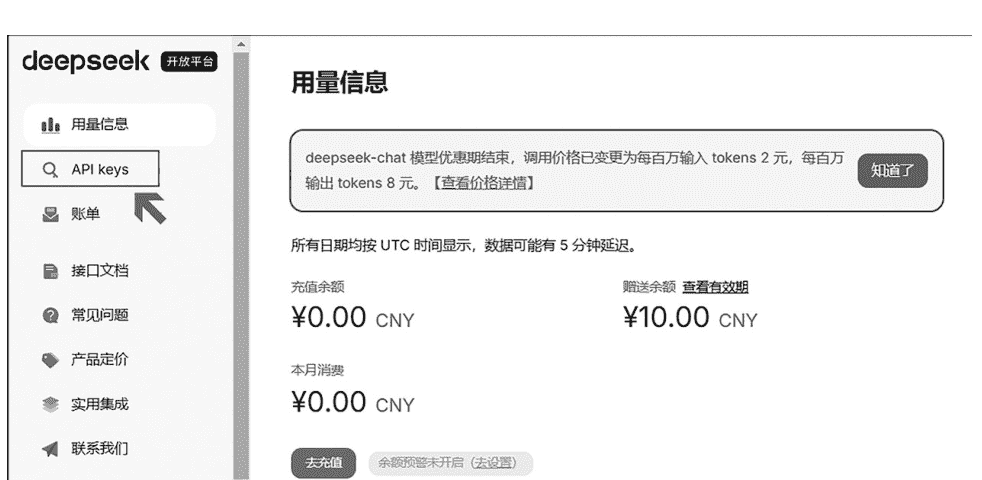 deepseek 开放平台
用量信息
API keys
账单
接口文档
常见问题
产品定价
实用集成
联系我们
用量信息
deepseek-chat 模型优惠期结束，调用价格已变更为每百万输入 tokens 2 元，每百万
输出 tokens 8 元。【查看价格详情】
知道了
所有日期均按 UTC 时间显示，数据可能有 5 分钟延迟。
充值余额
¥0.00 CNY
赠送余额 查看有效期
¥10.00 CNY
本月消费
¥0.00 CNY
去充值
余额预警未开启（去设置）